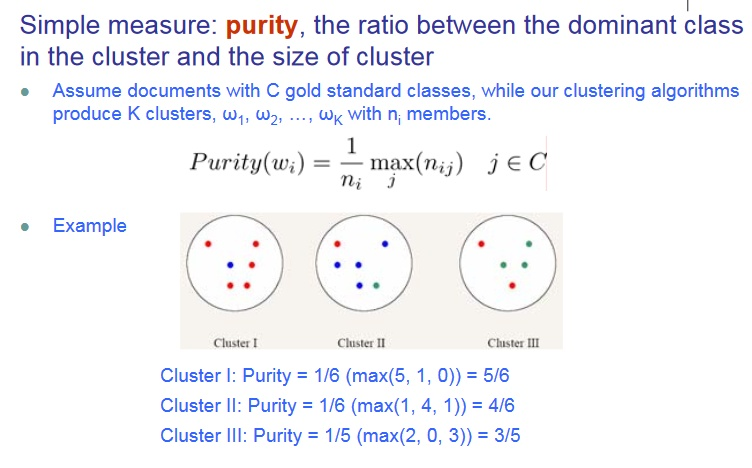 Simple measure: purity, the ratio between the dominant class
in the cluster and the size of cluster
• Assume documents with C gold standard classes, while our clustering algorithms
produce K clusters, ω₁, ω₂, …, ωK with nᵢ members.
Purity(wᵢ) = 1/nᵢ maxⱼ(nᵢⱼ) j ∈ C
• Example
Cluster I Cluster II Cluster III
Cluster I: Purity = 1/6 (max(5, 1, 0)) = 5/6
Cluster II: Purity = 1/6 (max(1, 4, 1)) = 4/6
Cluster III: Purity = 1/5 (max(2, 0, 3)) = 3/5